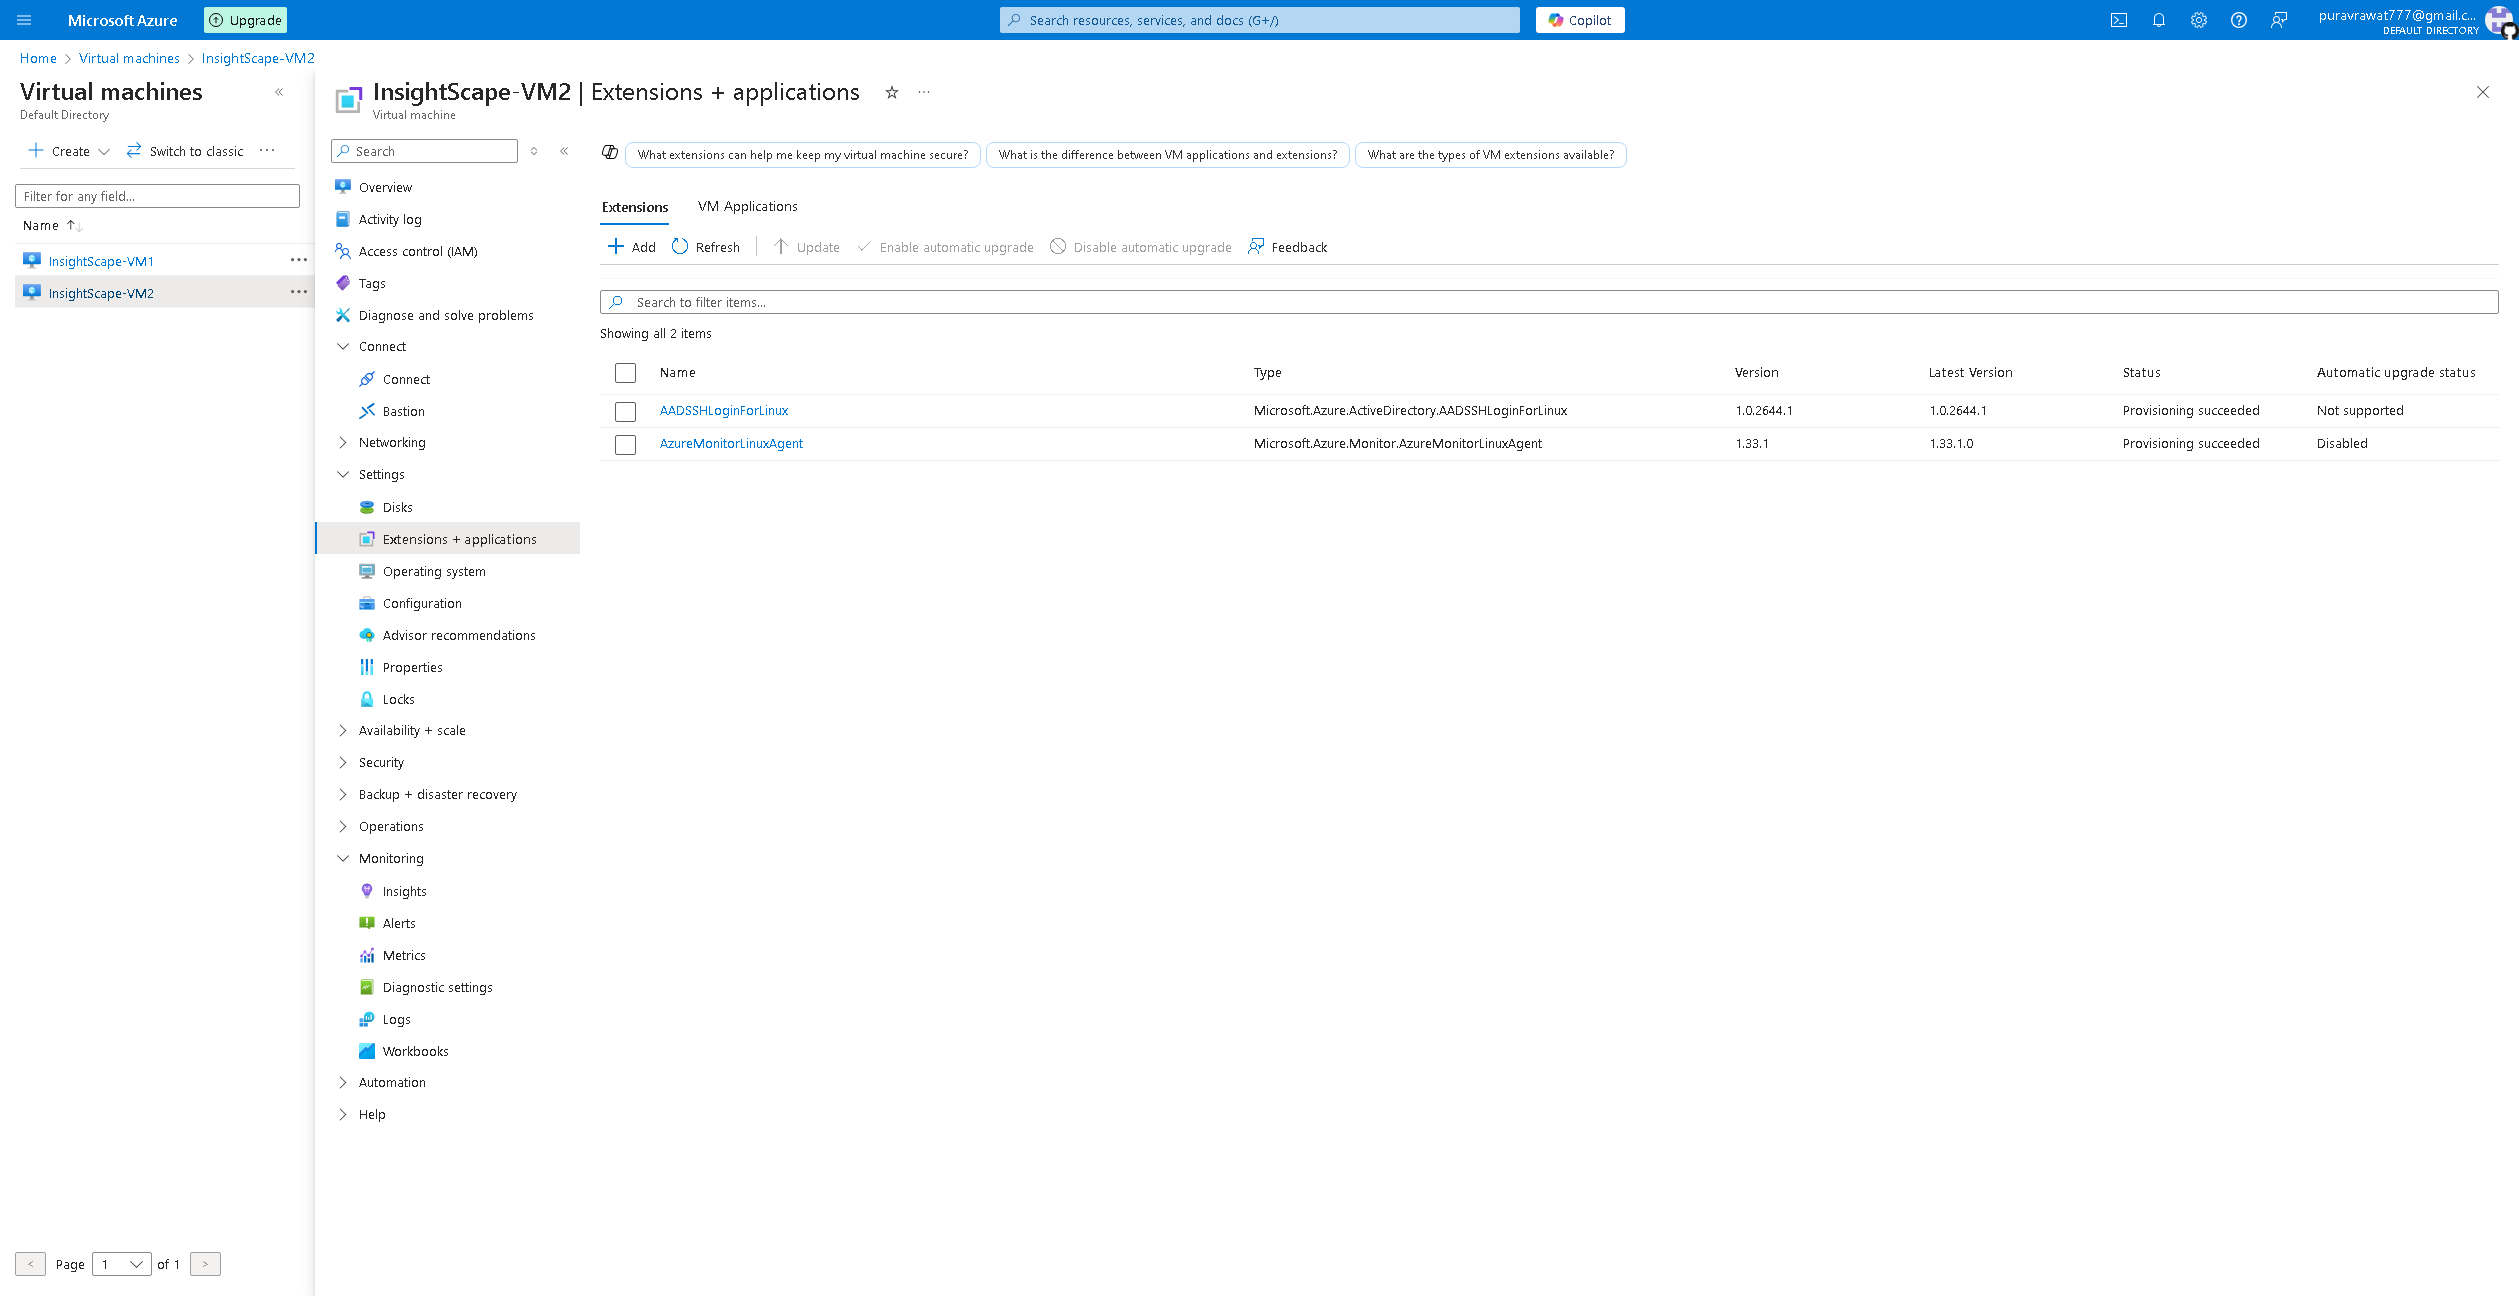 Microsoft Azure
Upgrade
Search resources, services, and docs (G+/)
Copilot
puravrawat777@gmail.c...
DEFAULT DIRECTORY
Home > Virtual machines > InsightScape-VM2
Virtual machines
Default Directory
Create
Switch to classic
Filter for any field...
Name
InsightScape-VM1
InsightScape-VM2
< Page 1 of 1 >
InsightScape-VM2 | Extensions + applications
Virtual machine
Search
Overview
Activity log
Access control (IAM)
Tags
Diagnose and solve problems
Connect
Connect
Bastion
Networking
Settings
Disks
Extensions + applications
Operating system
Configuration
Advisor recommendations
Properties
Locks
Availability + scale
Security
Backup + disaster recovery
Operations
Monitoring
Insights
Alerts
Metrics
Diagnostic settings
Logs
Workbooks
Automation
Help
What extensions can help me keep my virtual machine secure?
What is the difference between VM applications and extensions?
What are the types of VM extensions available?
Extensions
VM Applications
Add
Refresh
Update
Enable automatic upgrade
Disable automatic upgrade
Feedback
Search to filter items...
Showing all 2 items
Name Type Version Latest Version Status Automatic upgrade status
AADSSHLoginForLinux Microsoft.Azure.ActiveDirectory.AADSSHLoginForLinux 1.0.2644.1 1.0.2644.1 Provisioning succeeded Not supported
AzureMonitorLinuxAgent Microsoft.Azure.Monitor.AzureMonitorLinuxAgent 1.33.1 1.33.1.0 Provisioning succeeded Disabled